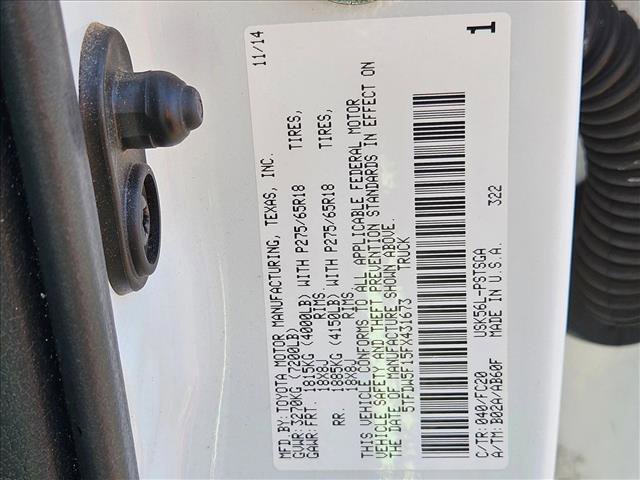 MFD.BY:TOYOTA MOTOR MANUFACTURING, TEXAS, INC. 11/14
GVWR:3270KG (7200LB)
GAWR:FRT. 1815KG (4000LB) WITH P275/65R18 TIRES,
18X8J RIMS
RR. 1885KG (4150LB) WITH P275/65R18 TIRES,
18X8J RIMS
THIS VEHICLE CONFORMS TO ALL APPLICABLE FEDERAL MOTOR
VEHICLE SAFETY AND THEFT PREVENTION STANDARDS IN EFFECT ON
THE DATE OF MANUFACTURE SHOWN ABOVE.
5TFDW5F15FX431673 TRUCK
C/TR:040/FC20 USK56L-PSTSGA
A/TM:B02A/AB60F MADE IN U.S.A. 322
1